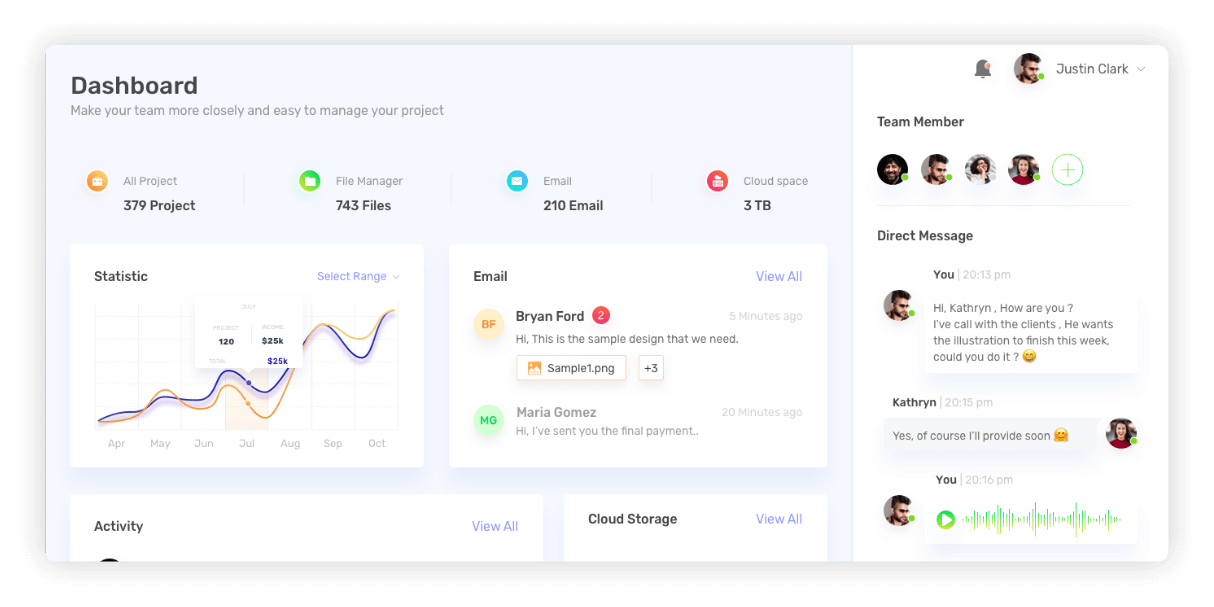 Dashboard
Make your team more closely and easy to manage your project
All Project
379 Project
File Manager
743 Files
Email
210 Email
Cloud space
3 TB
Statistic
Select Range
JULY
PROJECT
120
INCOME
$25k
TOTAL
$25k
Apr May Jun Jul Aug Sep Oct
Email
View All
BF
Bryan Ford 2
5 Minutes ago
Hi, This is the sample design that we need.
Sample1.png +3
MG
Maria Gomez
20 Minutes ago
Hi, I've sent you the final payment..
Activity
View All
Cloud Storage
View All
Justin Clark
Team Member
Direct Message
You | 20:13 pm
Hi, Kathryn , How are you ?
I've call with the clients , He wants
the illustration to finish this week,
could you do it ? 😄
Kathryn | 20:15 pm
Yes, of course I'll provide soon 🤗
You | 20:16 pm